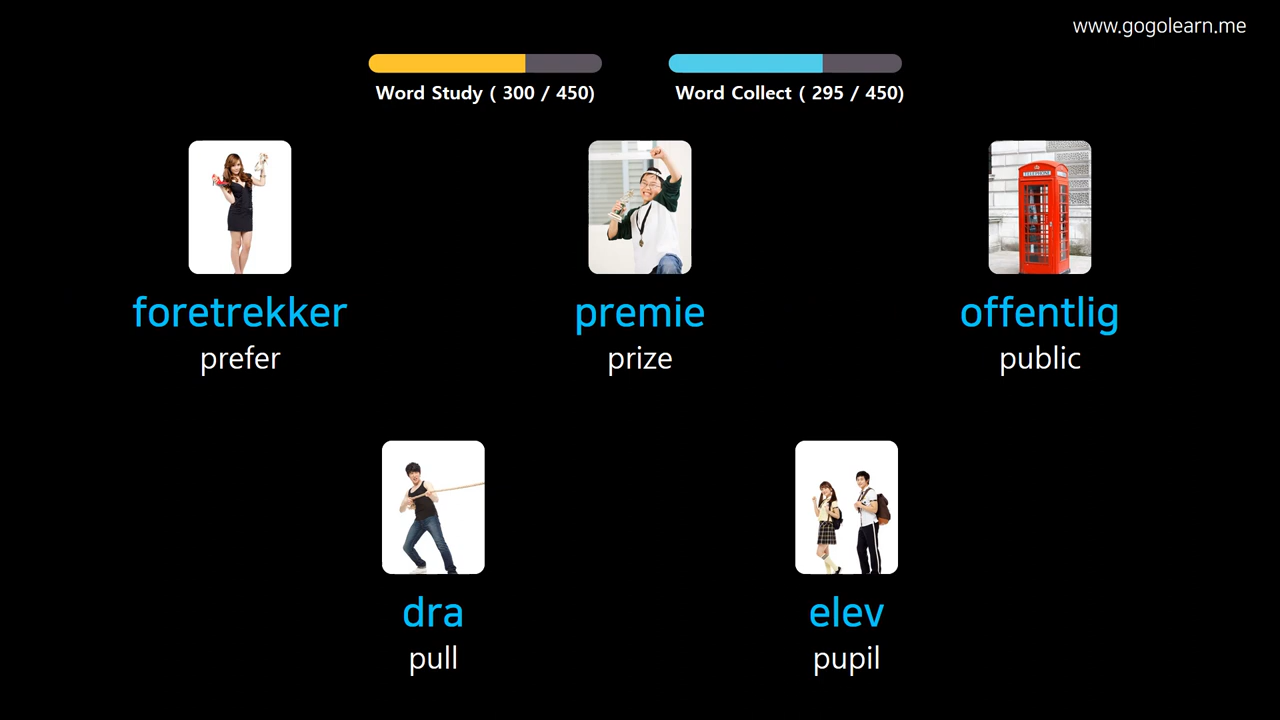 www.gogolearn.me
Word Study ( 300 / 450)
Word Collect ( 295 / 450)
TELEPHONE
foretrekker
prefer
premie
prize
offentlig
public
dra
pull
elev
pupil